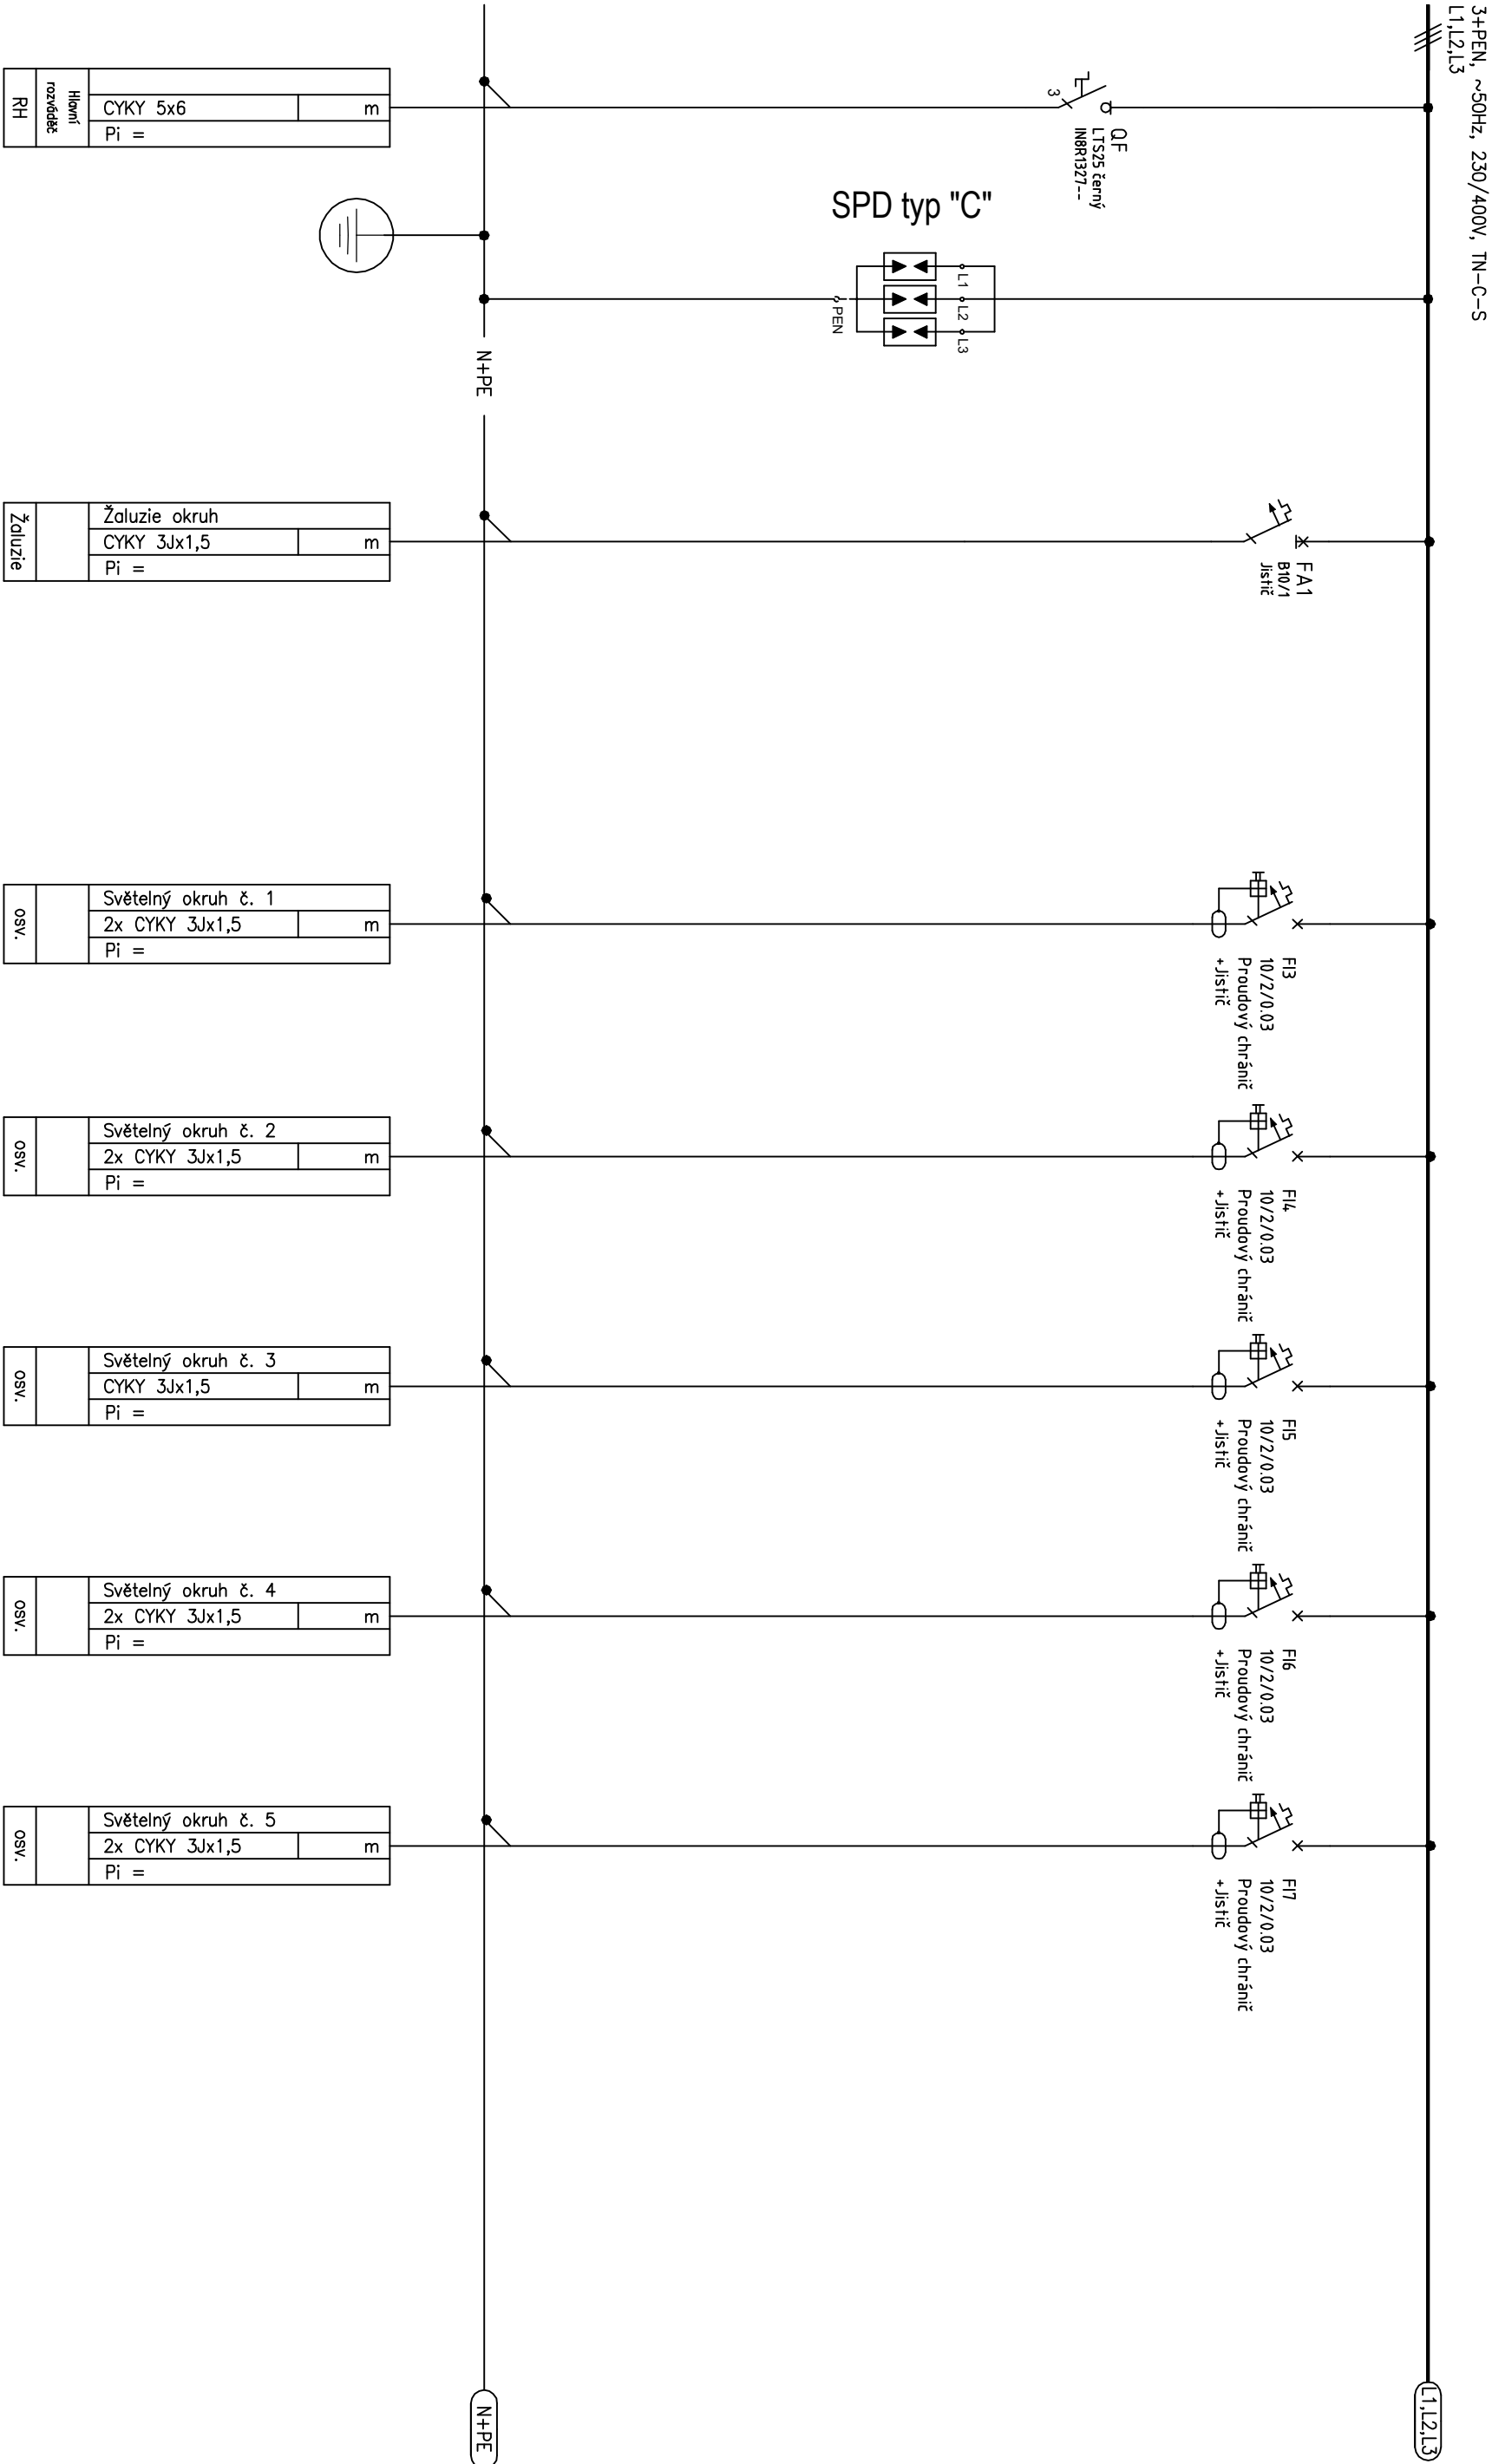 3+PEN, ~50Hz, 230/400V, TN-C-S
L1,L2,L3
QF
LTS25 černý
IN8R1327--
3
Hlavní
rozváděč
RH
CYKY 5x6 m
Pi =
SPD typ "C"
L1
L2
L3
PEN
N+PE
FA1
B10/1
Jistič
Žaluzie okruh
CYKY 3Jx1,5 m
Pi =
Žaluzie
FI3
10/2/0.03
Proudový chránič
+Jistič
Světelný okruh č. 1
2x CYKY 3Jx1,5 m
Pi =
osv.
FI4
10/2/0.03
Proudový chránič
+Jistič
Světelný okruh č. 2
2x CYKY 3Jx1,5 m
Pi =
osv.
FI5
10/2/0.03
Proudový chránič
+Jistič
Světelný okruh č. 3
CYKY 3Jx1,5 m
Pi =
osv.
FI6
10/2/0.03
Proudový chránič
+Jistič
Světelný okruh č. 4
2x CYKY 3Jx1,5 m
Pi =
osv.
FI7
10/2/0.03
Proudový chránič
+Jistič
Světelný okruh č. 5
2x CYKY 3Jx1,5 m
Pi =
osv.
L1,L2,L3
N+PE